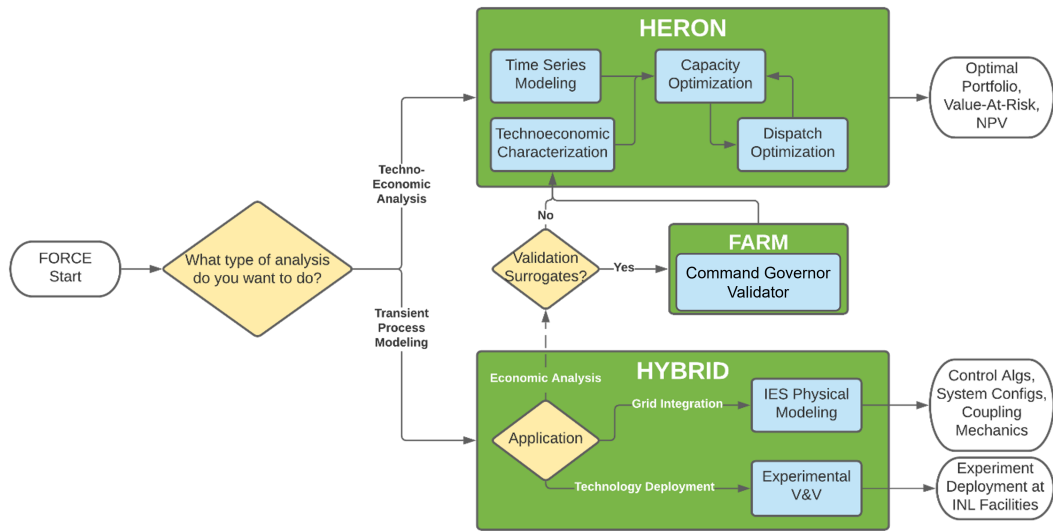 HERON
Time Series
Modeling
Capacity
Optimization
Technoeconomic
Characterization
Dispatch
Optimization
Optimal
Portfolio,
Value-At-Risk,
NPV
Techno-
Economic
Analysis
FORCE
Start
What type of analysis
do you want to do?
No
Validation
Surrogates?
Yes
FARM
Command Governor
Validator
Transient
Process
Modeling
HYBRID
Economic Analysis
Application
Grid Integration
IES Physical
Modeling
Control Algs,
System Configs,
Coupling
Mechanics
Technology Deployment
Experimental
V&V
Experiment
Deployment at
INL Facilities